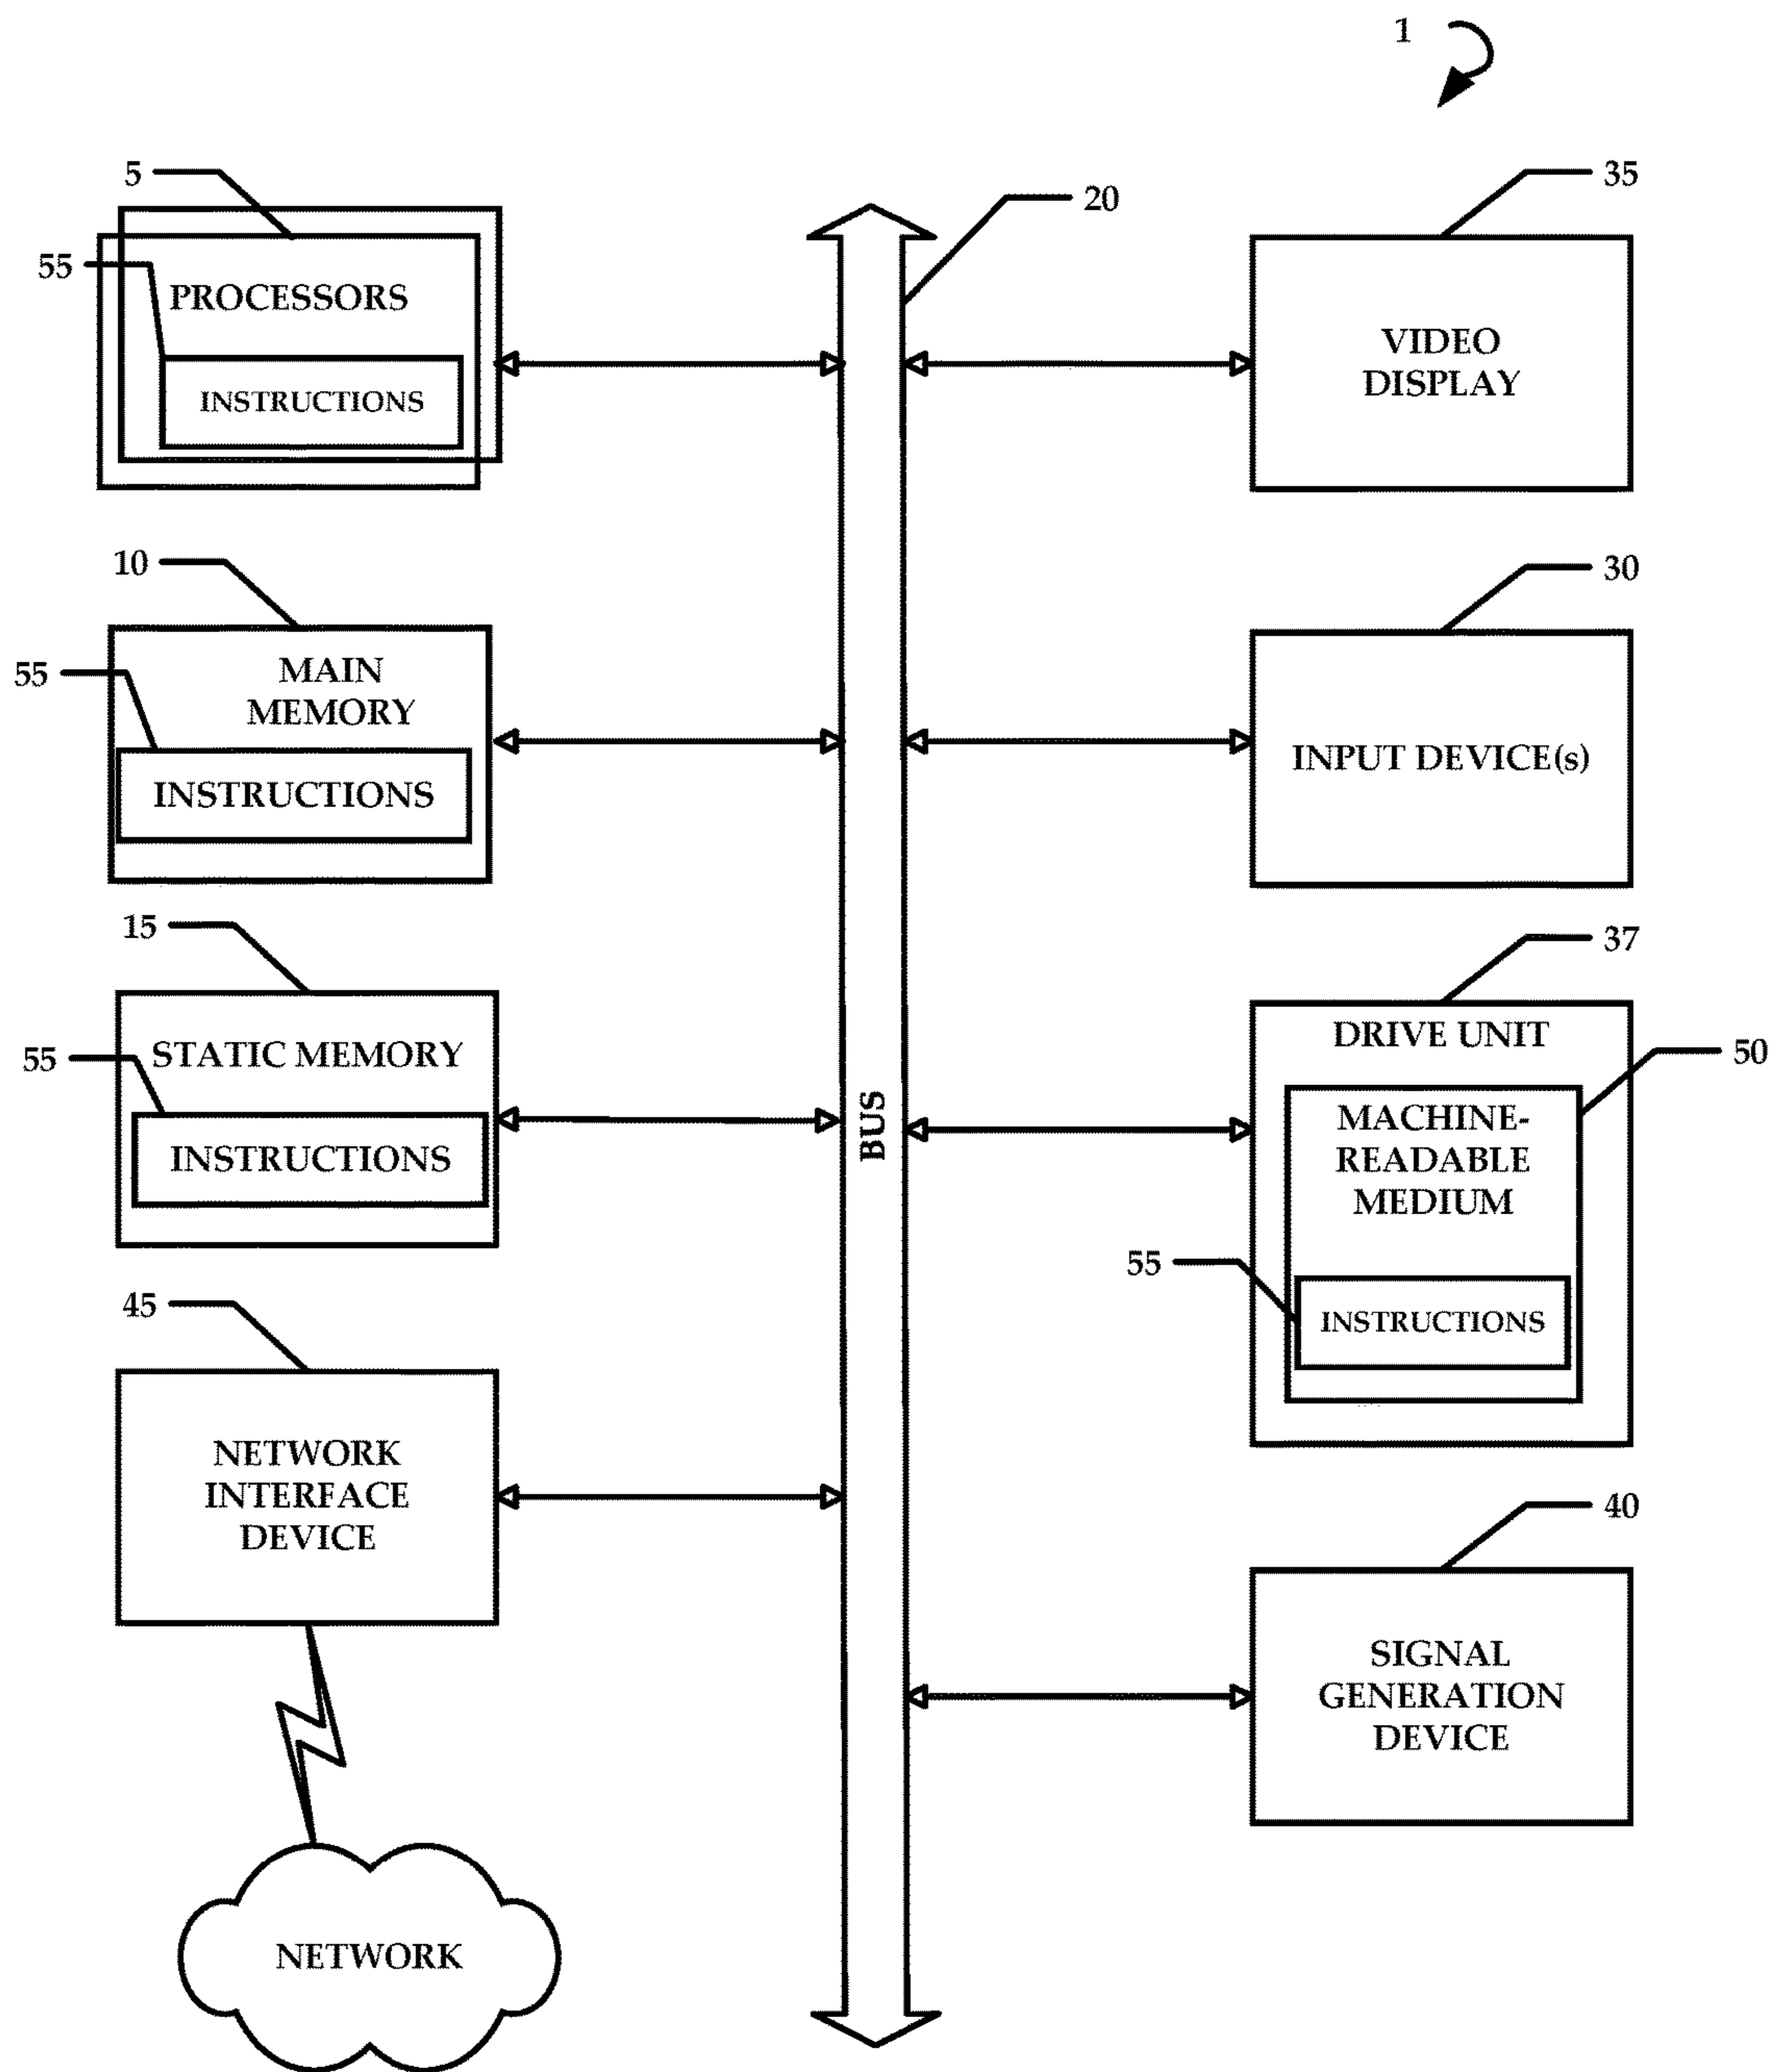 1
5
55
PROCESSORS
INSTRUCTIONS
10
55
MAIN
MEMORY
INSTRUCTIONS
15
55
STATIC MEMORY
INSTRUCTIONS
45
NETWORK
INTERFACE
DEVICE
NETWORK
20
BUS
35
VIDEO
DISPLAY
30
INPUT DEVICE(s)
37
DRIVE UNIT
50
MACHINE-
READABLE
MEDIUM
55
INSTRUCTIONS
40
SIGNAL
GENERATION
DEVICE